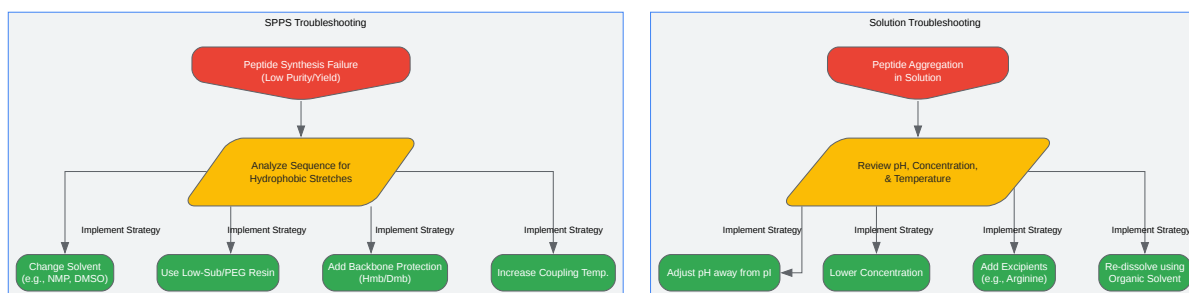 SPPS Troubleshooting
Peptide Synthesis Failure
(Low Purity/Yield)
Analyze Sequence for
Hydrophobic Stretches
Implement Strategy
Implement Strategy
Implement Strategy
Implement Strategy
Change Solvent
(e.g., NMP, DMSO)
Use Low-Sub/PEG Resin
Add Backbone Protection
(Hmb/Dmb)
Increase Coupling Temp.
Solution Troubleshooting
Peptide Aggregation
in Solution
Review pH, Concentration,
& Temperature
Implement Strategy
Implement Strategy
Implement Strategy
Implement Strategy
Adjust pH away from pI
Lower Concentration
Add Excipients
(e.g., Arginine)
Re-dissolve using
Organic Solvent